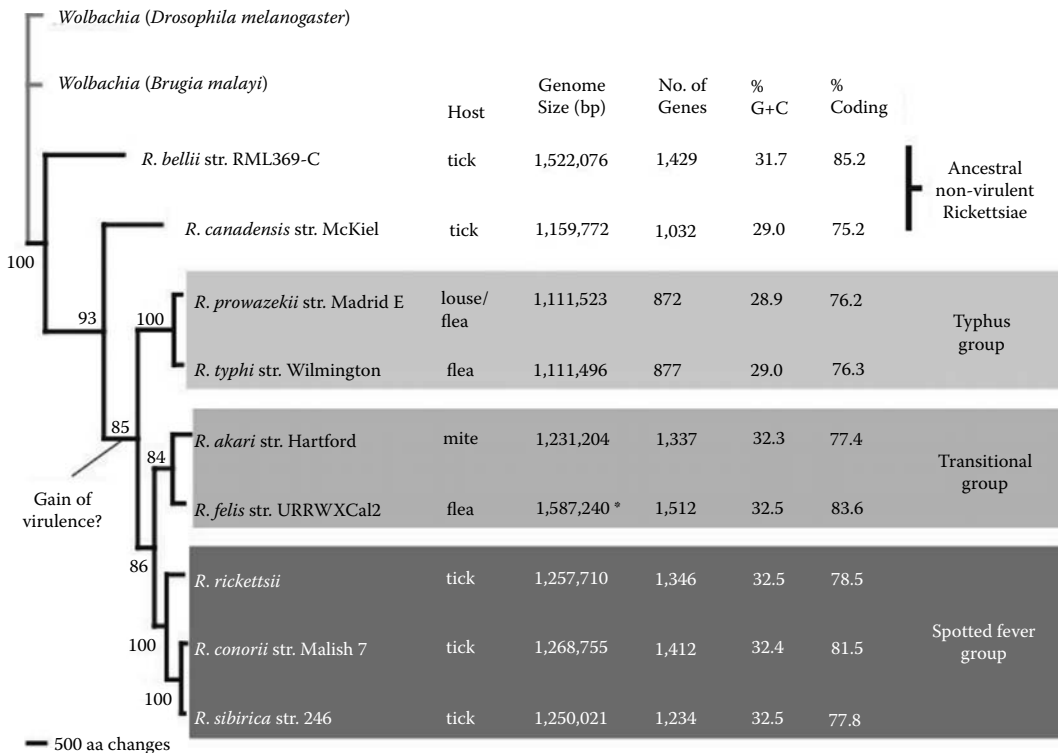 Wolbachia (Drosophila melanogaster)
Wolbachia (Brugia malayi)
Host
Genome
Size (bp)
No. of
Genes
%
G+C
%
Coding
R. bellii str. RML369-C tick 1,522,076 1,429 31.7 85.2
Ancestral
non-virulent
Rickettsiae
R. canadensis str. McKiel tick 1,159,772 1,032 29.0 75.2
100
93
100
R. prowazekii str. Madrid E louse/
flea 1,111,523 872 28.9 76.2
Typhus
group
R. typhi str. Wilmington flea 1,111,496 877 29.0 76.3
85
84
R. akari str. Hartford mite 1,231,204 1,337 32.3 77.4
Transitional
group
Gain of
virulence?
R. felis str. URRWXCal2 flea 1,587,240 * 1,512 32.5 83.6
86
R. rickettsii tick 1,257,710 1,346 32.5 78.5
100
R. conorii str. Malish 7 tick 1,268,755 1,412 32.4 81.5
Spotted fever
group
100
R. sibirica str. 246 tick 1,250,021 1,234 32.5 77.8
500 aa changes